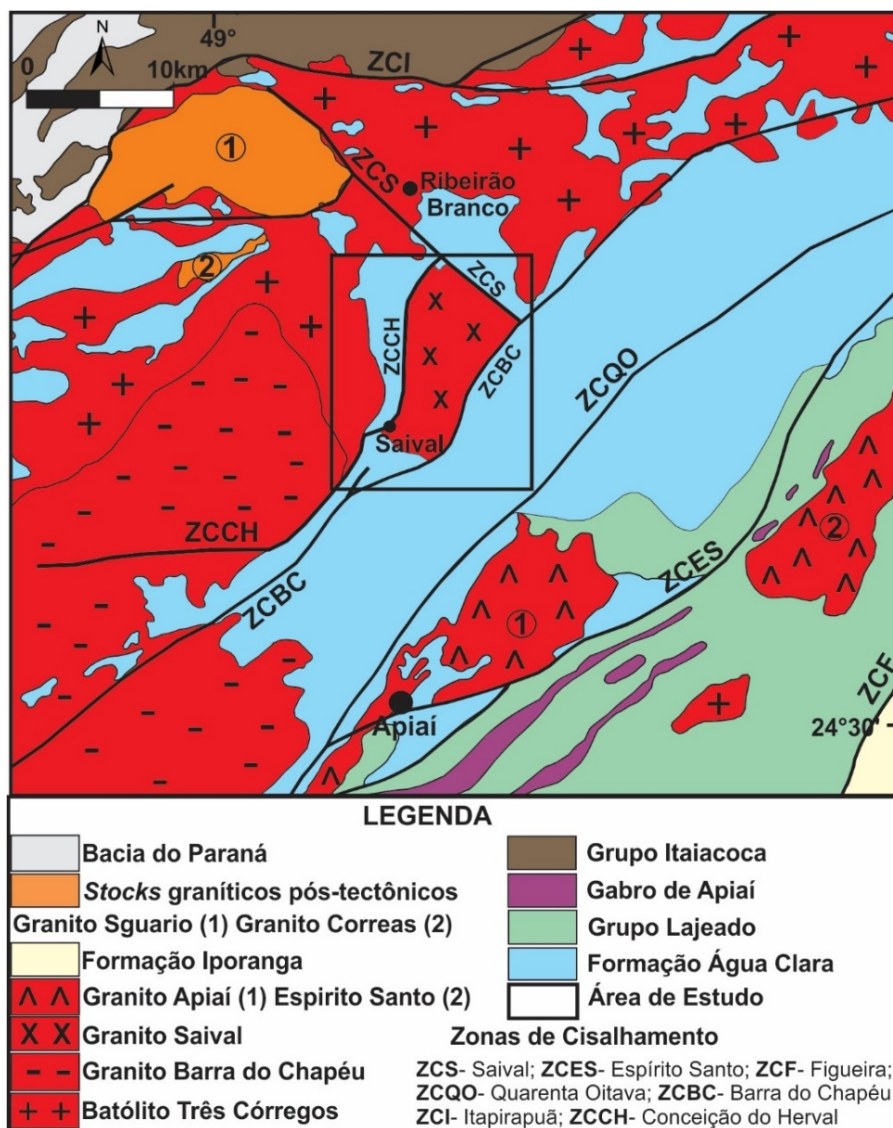 N
49°
0
10km
ZCI
1
ZCS
Ribeirão
Branco
2
ZCS
ZCCH
ZCBC
ZCQO
Saival
2
ZCCH
ZCES
ZCBC
1
ZCF
Apiaí
24°30'
LEGENDA
Bacia do Paraná
Stocks graníticos pós-tectônicos
Granito Sguario (1) Granito Correas (2)
Formação Iporanga
Granito Apiaí (1) Espirito Santo (2)
Granito Saival
Granito Barra do Chapéu
Batólito Três Córregos
Grupo Itaiacoca
Gabro de Apiaí
Grupo Lajeado
Formação Água Clara
Área de Estudo
Zonas de Cisalhamento
ZCS- Saival; ZCES- Espírito Santo; ZCF- Figueira;
ZCQO- Quarenta Oitava; ZCBC- Barra do Chapéu
ZCI- Itapirapuã; ZCCH- Conceição do Herval